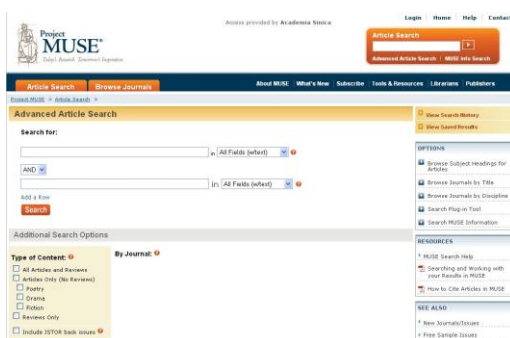 Project
MUSE®
Access provided by Academia Sinica
Login Home Help Contact
Article Search
Advanced Article Search | MUSE info Search
Article Search
Browse Journals
About MUSE What's New Subscribe Tools & Resources Librarians Publishers
Project MUSE > Article Search >
Advanced Article Search
Search for:
in All Fields (w/text)
AND
in All Fields (w/text)
Add a Row
Search
Additional Search Options
Type of Content:
All Articles and Reviews
Articles Only (No Reviews)
Poetry
Drama
Fiction
Reviews Only
Include JSTOR back issues
By Journal:
View Search History
View Saved Results
OPTIONS
Browse Subject Headings for
Articles
Browse Journals by Title
Browse Journals by Discipline
Search Plug-in Tool
Search MUSE Information
RESOURCES
MUSE Search Help
Searching and Working with
your Results in MUSE
How to Cite Articles in MUSE
SEE ALSO
New Journals/Issues
Free Sample Issues